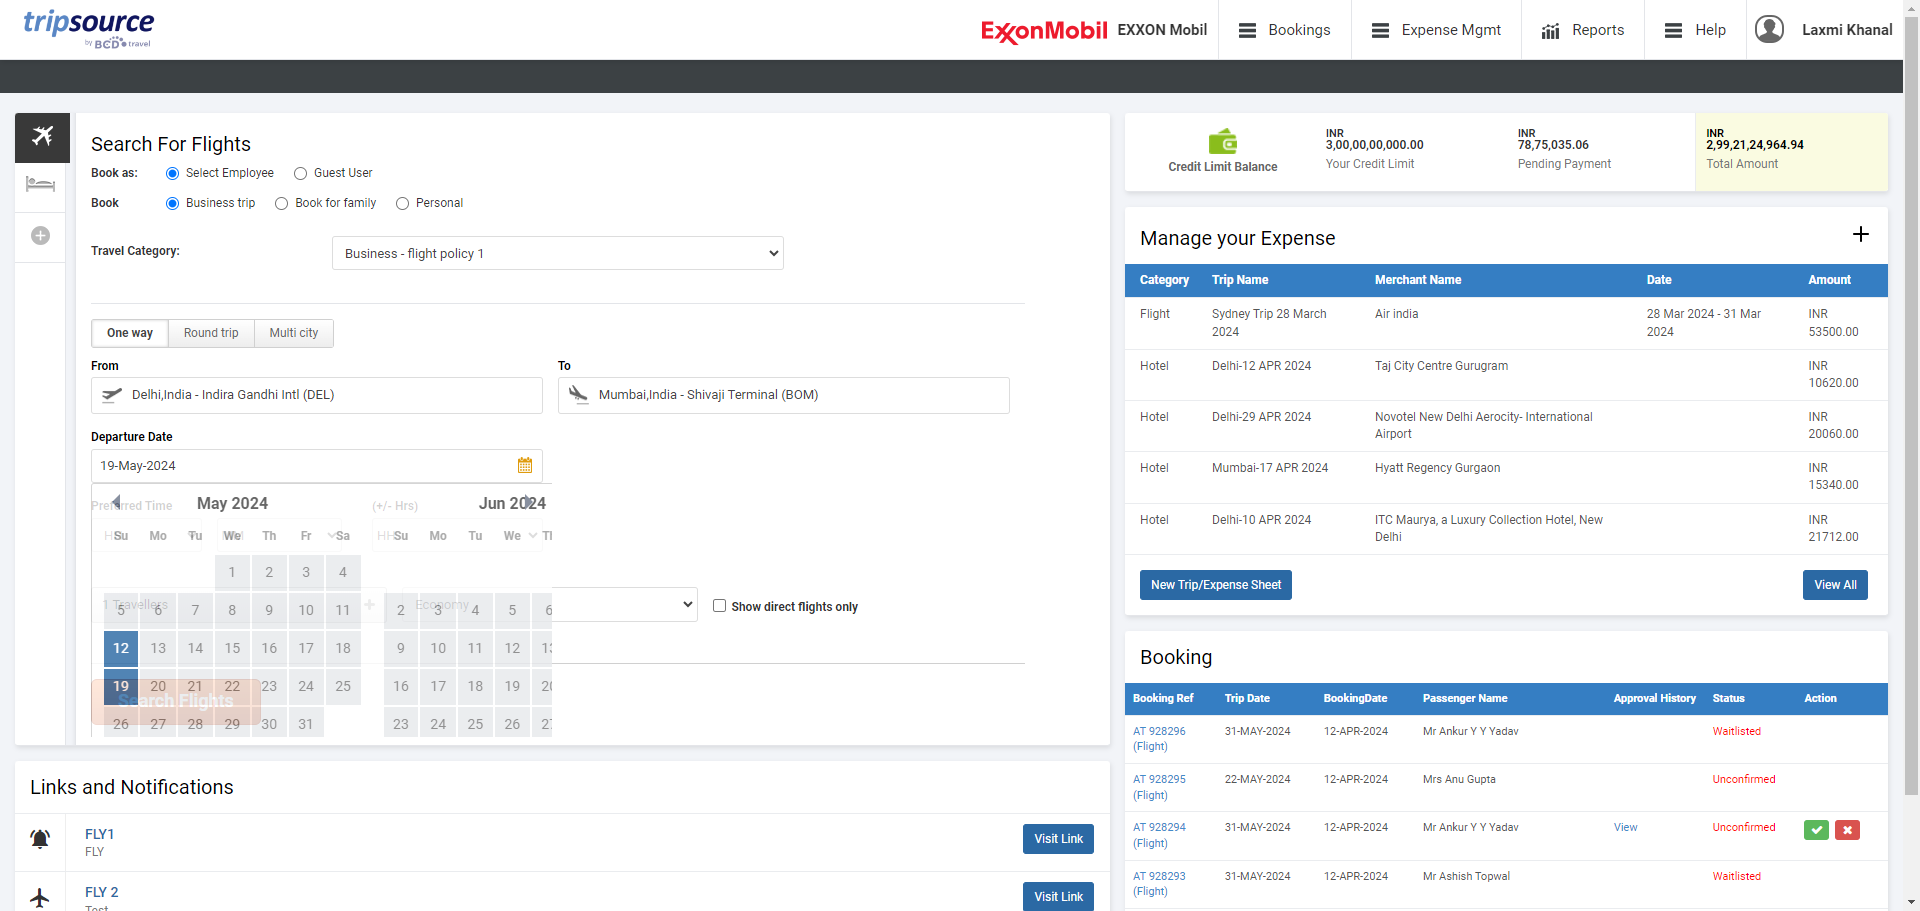 tripsource
by BCD travel
ExxonMobil EXXON Mobil
Bookings
Expense Mgmt
Reports
Help
Laxmi Khanal
Search For Flights
Book as: Select Employee Guest User
Book Business trip Book for family Personal
Travel Category: Business - flight policy 1
One way Round trip Multi city
From To
Delhi,India - Indira Gandhi Intl (DEL) Mumbai,India - Shivaji Terminal (BOM)
Departure Date
19-May-2024
Preferred Time (+/- Hrs)
May 2024 Jun 2024
Su Mo Tu We Th Fr Sa Su Mo Tu We
1 2 3 4
1 Travellers Economy Show direct flights only
5 6 7 8 9 10 11 2 3 4 5 6
12 13 14 15 16 17 18 9 10 11 12
19 20 21 22 23 24 25 16 17 18 19
Search Flights
26 27 28 29 30 31 23 24 25 26
Links and Notifications
FLY1
FLY
Visit Link
FLY 2
Test
Visit Link
Credit Limit Balance
INR
3,00,00,00,000.00
Your Credit Limit
INR
78,75,035.06
Pending Payment
INR
2,99,21,24,964.94
Total Amount
Manage your Expense
Category Trip Name Merchant Name Date Amount
Flight Sydney Trip 28 March 2024 Air india 28 Mar 2024 - 31 Mar 2024 INR 53500.00
Hotel Delhi-12 APR 2024 Taj City Centre Gurugram INR 10620.00
Hotel Delhi-29 APR 2024 Novotel New Delhi Aerocity- International Airport INR 20060.00
Hotel Mumbai-17 APR 2024 Hyatt Regency Gurgaon INR 15340.00
Hotel Delhi-10 APR 2024 ITC Maurya, a Luxury Collection Hotel, New Delhi INR 21712.00
New Trip/Expense Sheet View All
Booking
Booking Ref Trip Date BookingDate Passenger Name Approval History Status Action
AT 928296 (Flight) 31-MAY-2024 12-APR-2024 Mr Ankur Y Y Yadav Waitlisted
AT 928295 (Flight) 22-MAY-2024 12-APR-2024 Mrs Anu Gupta Unconfirmed
AT 928294 (Flight) 31-MAY-2024 12-APR-2024 Mr Ankur Y Y Yadav View Unconfirmed
AT 928293 (Flight) 31-MAY-2024 12-APR-2024 Mr Ashish Topwal Waitlisted